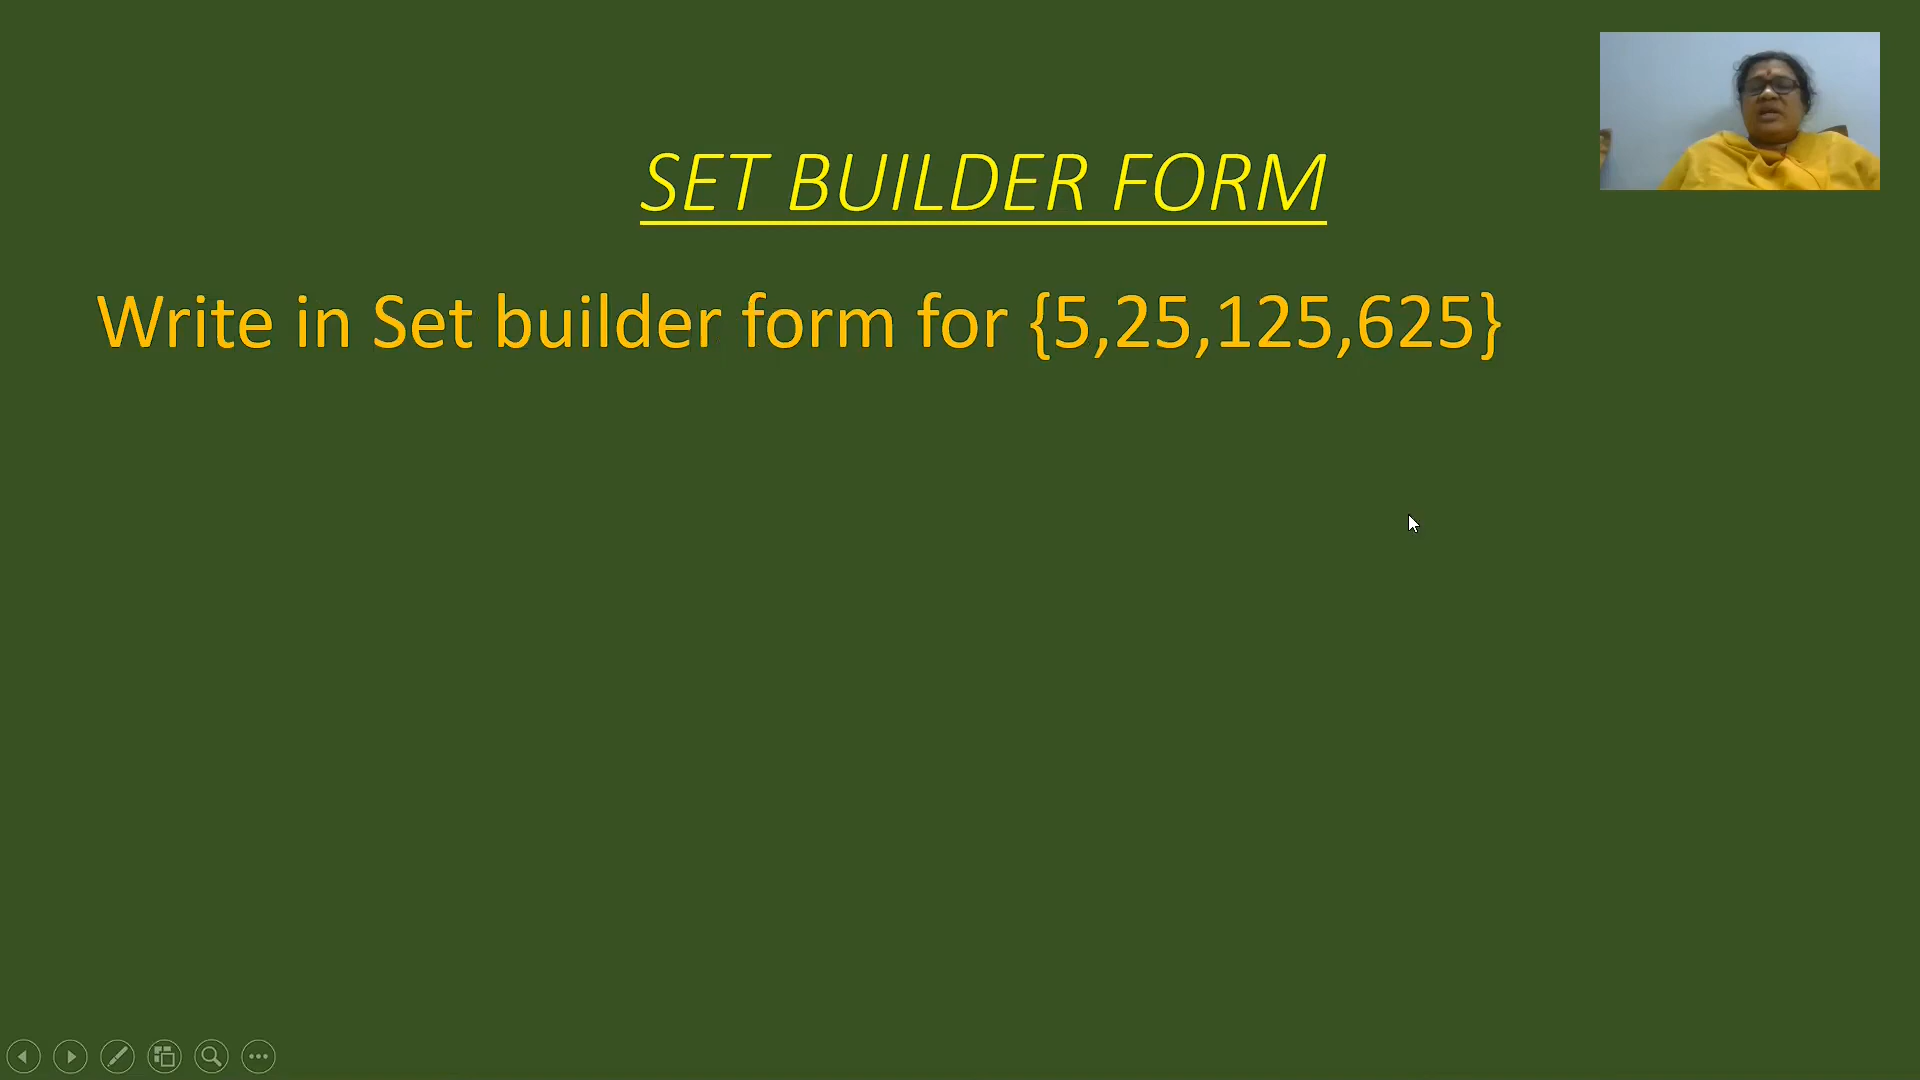 SET BUILDER FORM
Write in Set builder form for {5,25,125,625}